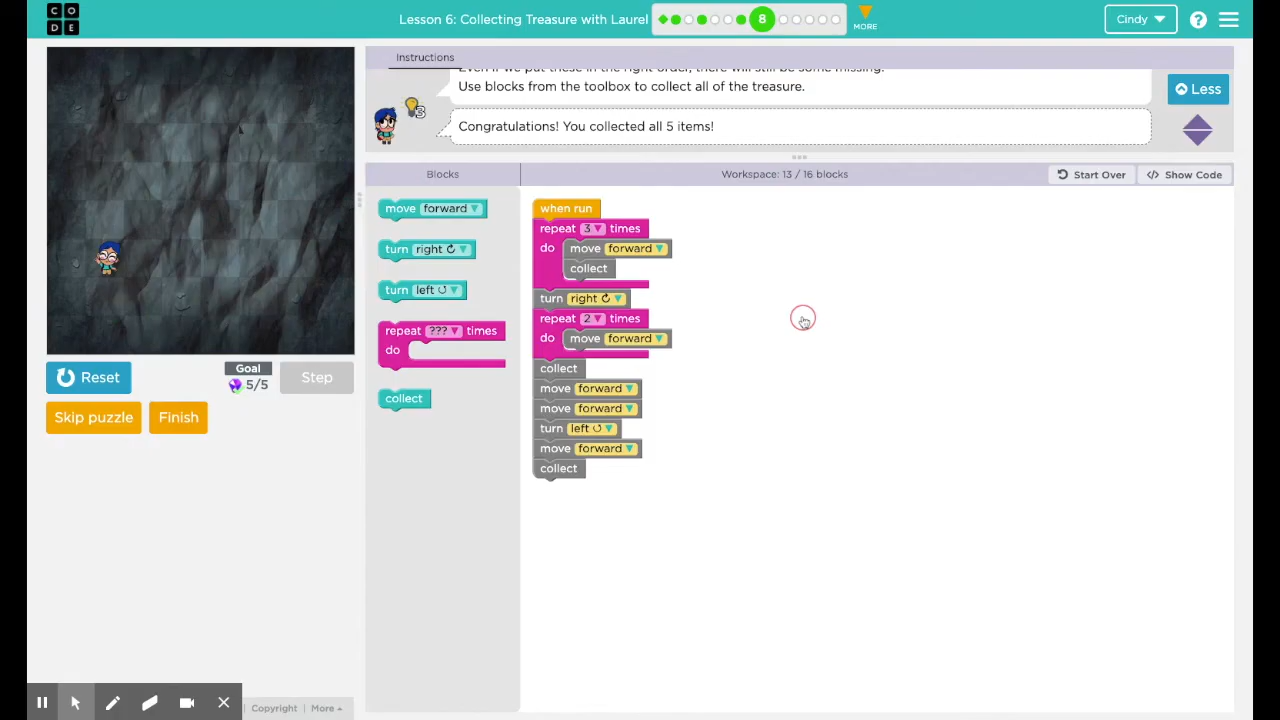 CO
DE
Lesson 6: Collecting Treasure with Laurel
8
MORE
Cindy
?
Instructions
Use blocks from the toolbox to collect all of the treasure.
3
Less
Congratulations! You collected all 5 items!
Blocks
Workspace: 13 / 16 blocks
Start Over
</> Show Code
move forward
turn right
turn left
repeat ??? times
do
collect
when run
repeat 3 times
do move forward
collect
turn right
repeat 2 times
do move forward
collect
move forward
move forward
turn left
move forward
collect
Reset
Goal
5/5
Step
Skip puzzle
Finish
Copyright
More